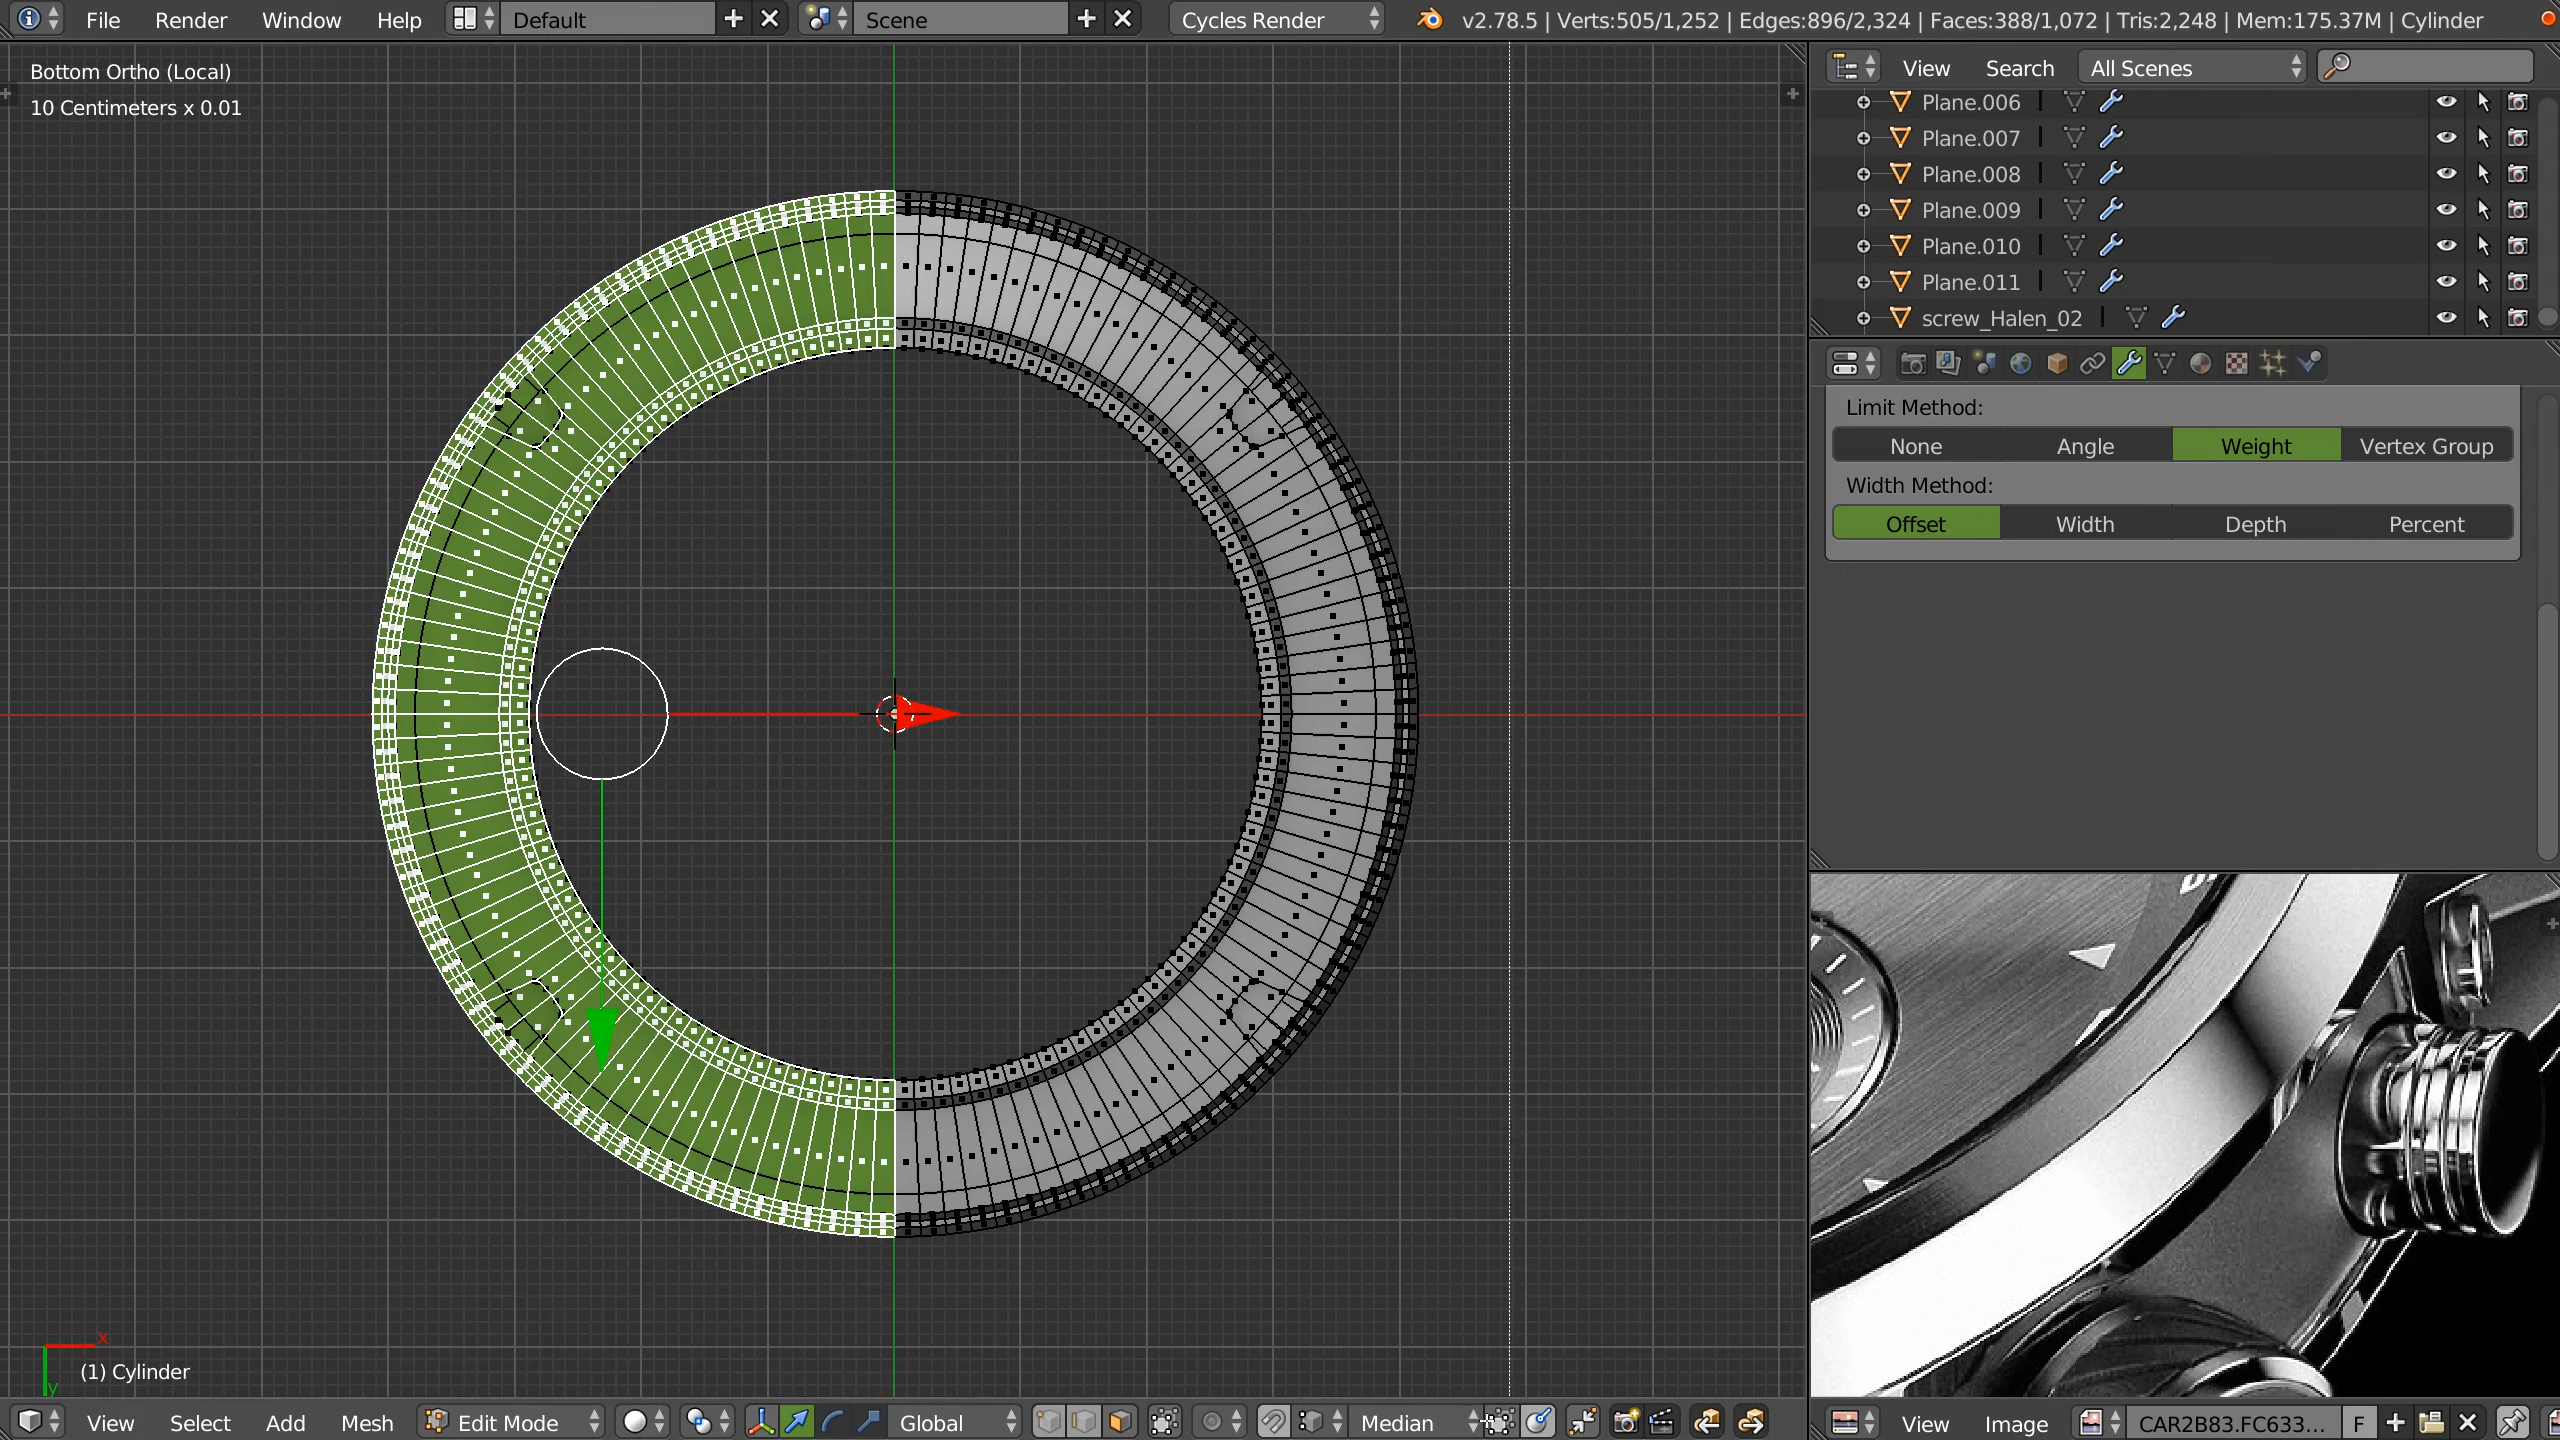 File Render Window Help Default Scene Cycles Render v2.78.5 | Verts:505/1,252 | Edges:896/2,324 | Faces:388/1,072 | Tris:2,248 | Mem:175.37M | Cylinder
Bottom Ortho (Local)
10 Centimeters x 0.01
View Search All Scenes
Plane.006
Plane.007
Plane.008
Plane.009
Plane.010
Plane.011
screw_Halen_02
Limit Method:
None Angle Weight Vertex Group
Width Method:
Offset Width Depth Percent
x
y
(1) Cylinder
View Select Add Mesh Edit Mode Global Median
View Image CAR2B83.FC633... F